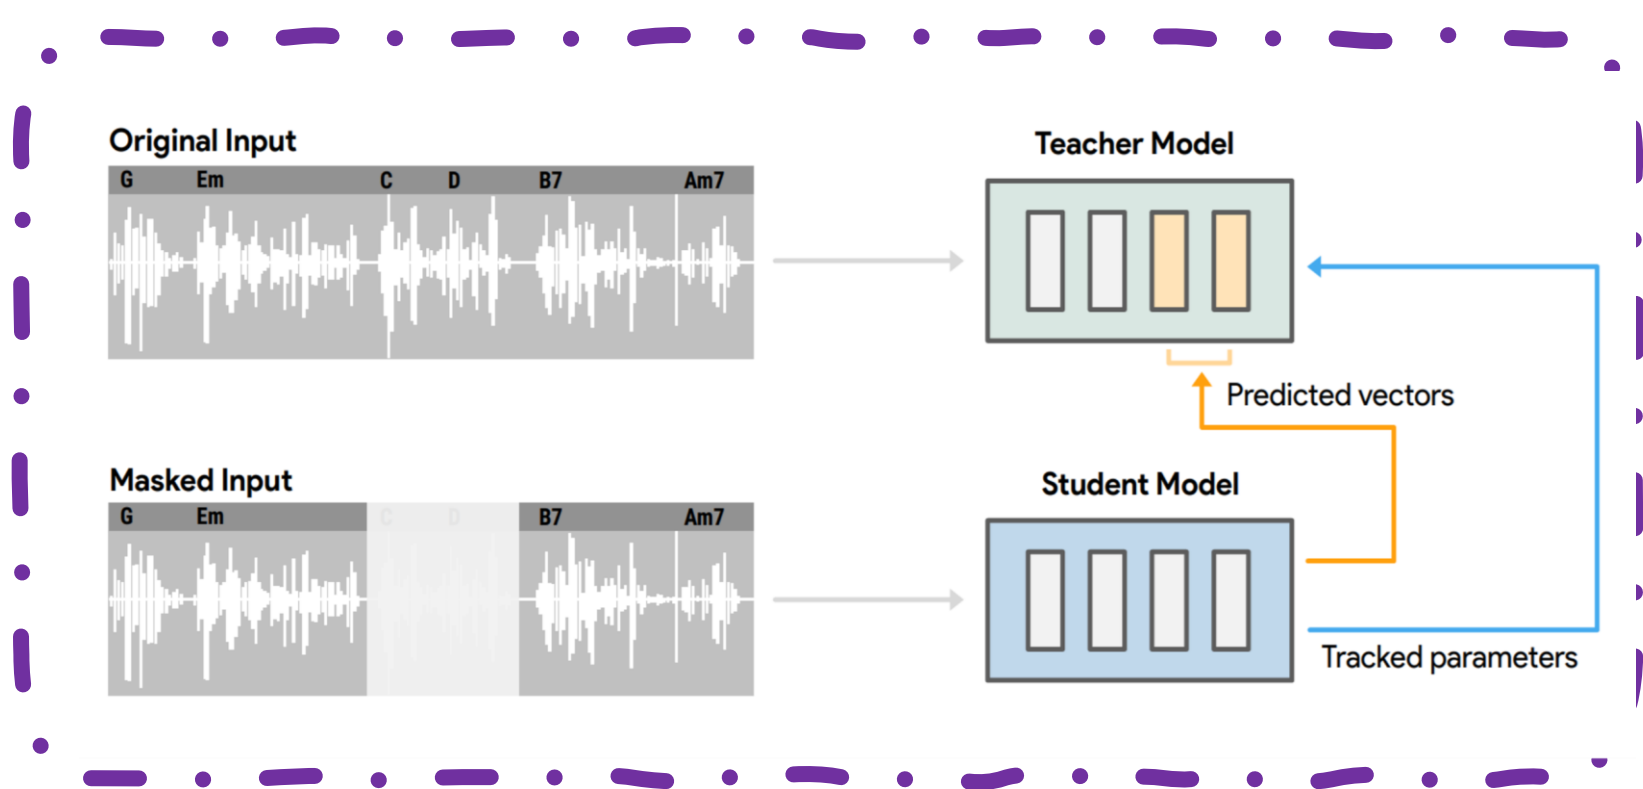 Original Input
G Em C D B7 Am7
Teacher Model
Predicted vectors
Masked Input
G Em C D B7 Am7
Student Model
Tracked parameters